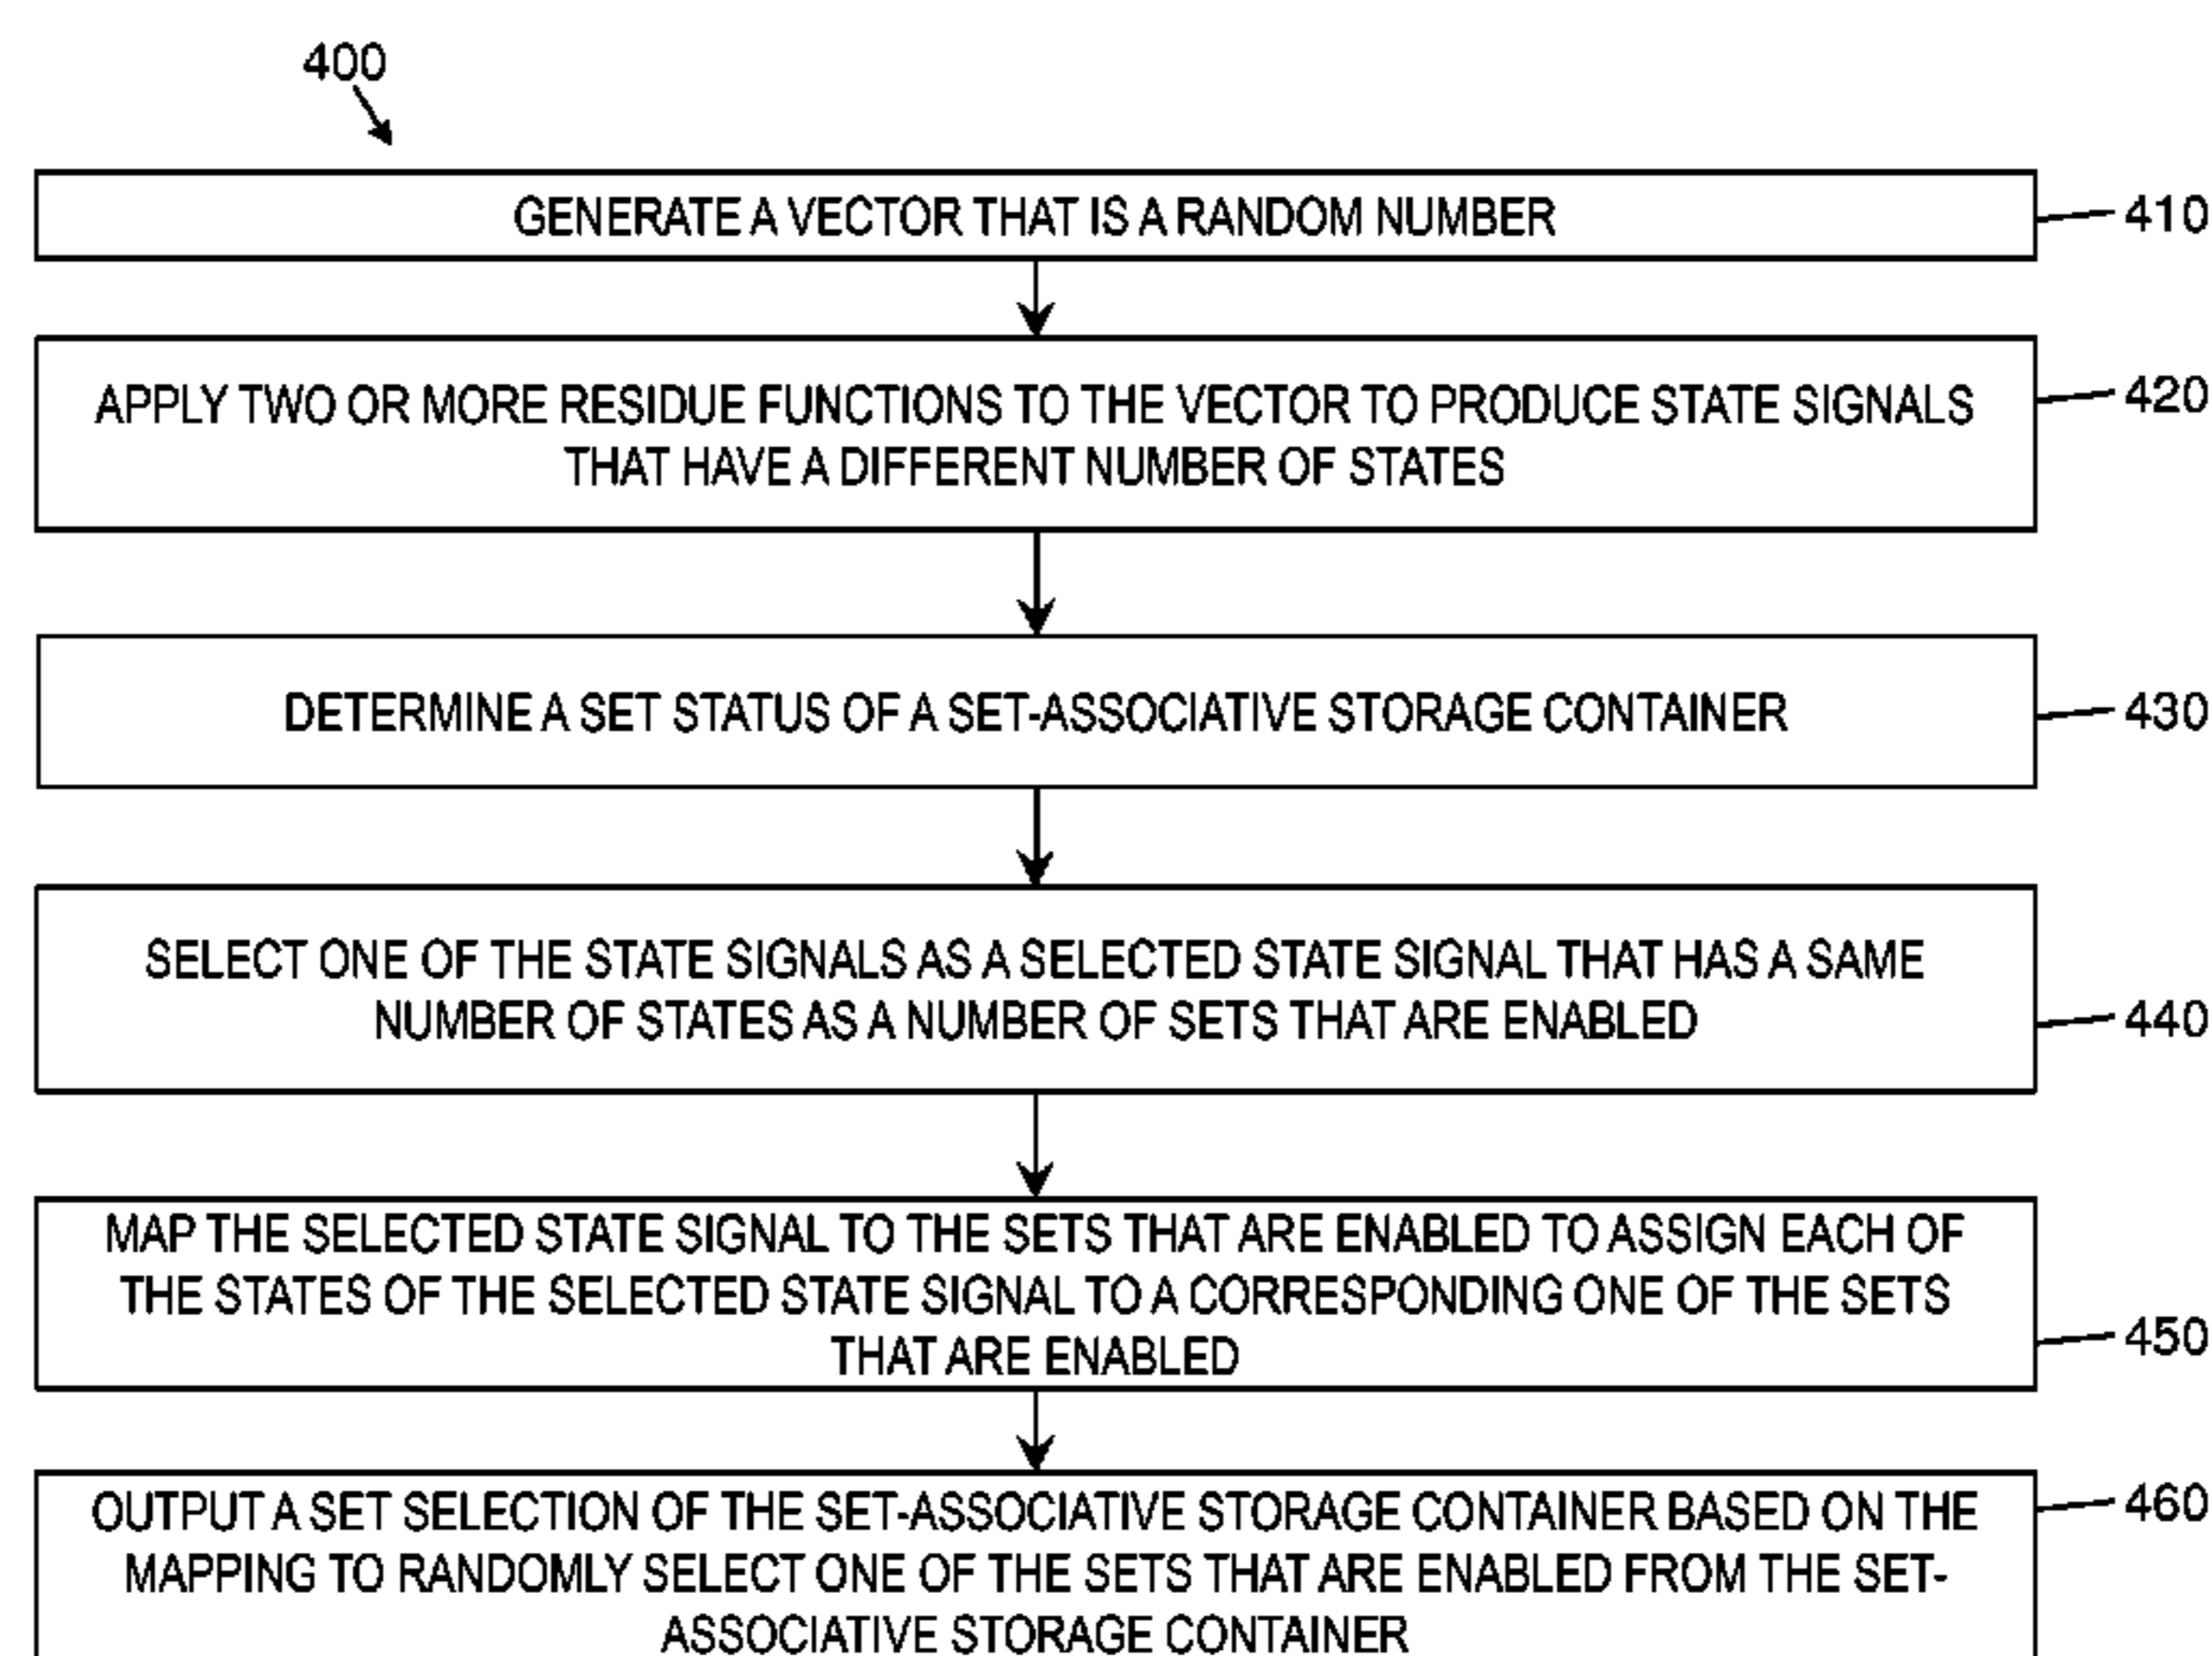 400
GENERATE A VECTOR THAT IS A RANDOM NUMBER
410
APPLY TWO OR MORE RESIDUE FUNCTIONS TO THE VECTOR TO PRODUCE STATE SIGNALS
THAT HAVE A DIFFERENT NUMBER OF STATES
420
DETERMINE A SET STATUS OF A SET-ASSOCIATIVE STORAGE CONTAINER
430
SELECT ONE OF THE STATE SIGNALS AS A SELECTED STATE SIGNAL THAT HAS A SAME
NUMBER OF STATES AS A NUMBER OF SETS THAT ARE ENABLED
440
MAP THE SELECTED STATE SIGNAL TO THE SETS THAT ARE ENABLED TO ASSIGN EACH OF
THE STATES OF THE SELECTED STATE SIGNAL TO A CORRESPONDING ONE OF THE SETS
THAT ARE ENABLED
450
OUTPUT A SET SELECTION OF THE SET-ASSOCIATIVE STORAGE CONTAINER BASED ON THE
MAPPING TO RANDOMLY SELECT ONE OF THE SETS THAT ARE ENABLED FROM THE SET-
ASSOCIATIVE STORAGE CONTAINER
460